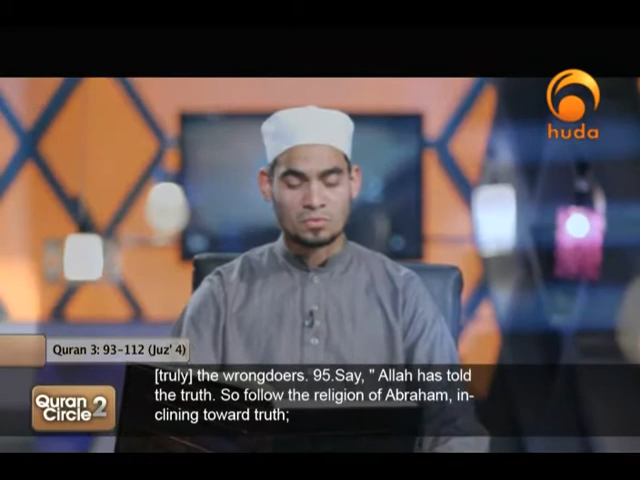 huda
Quran 3: 93-112 (Juz' 4)
[truly] the wrongdoers. 95.Say, " Allah has told
the truth. So follow the religion of Abraham, in-
clining toward truth;
Quran
Circle 2